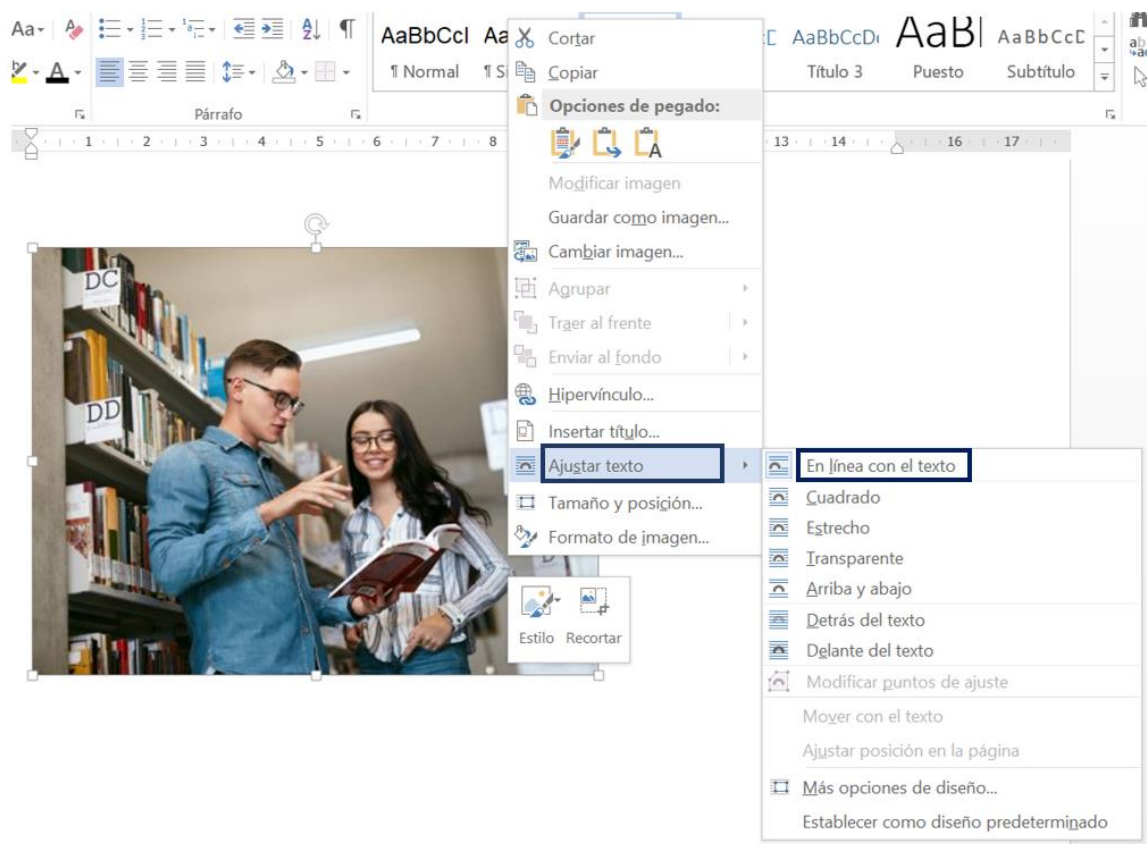 Aa
AaBbCcl Aa
AaBbCcDc AaB AaBbCcC
¶ Normal
Título 3 Puesto Subtítulo
Párrafo
1 2 3 4 5 6 7 8 13 14 16 17
Cortar
Copiar
Opciones de pegado:
Modificar imagen
Guardar como imagen...
Cambiar imagen...
Agrupar
Traer al frente
Enviar al fondo
Hipervínculo...
Insertar título...
Ajustar texto
Tamaño y posición...
Formato de imagen...
Estilo Recortar
En línea con el texto
Cuadrado
Estrecho
Transparente
Arriba y abajo
Detrás del texto
Delante del texto
Modificar puntos de ajuste
Mover con el texto
Ajustar posición en la página
Más opciones de diseño...
Establecer como diseño predeterminado
DC
DD